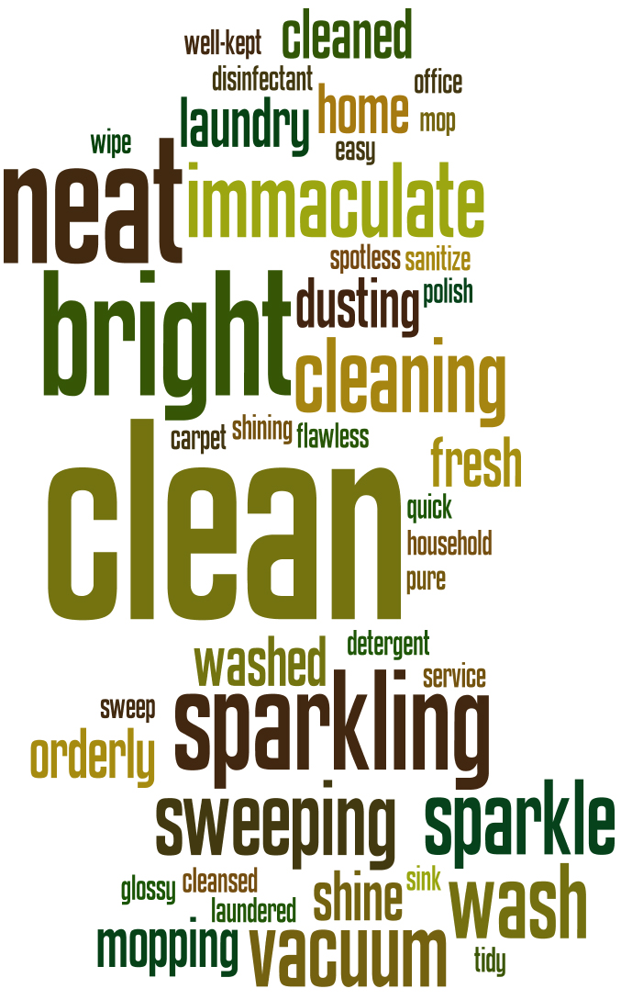 well-kept cleaned
disinfectant office
laundry home mop
wipe easy
neat immaculate
spotless sanitize
bright dusting polish
cleaning
carpet shining flawless
clean fresh
quick
household
pure
washed detergent
sweep sparkling service
orderly
sweeping sparkle
glossy cleansed shine sink wash
laundered
mopping vacuum tidy